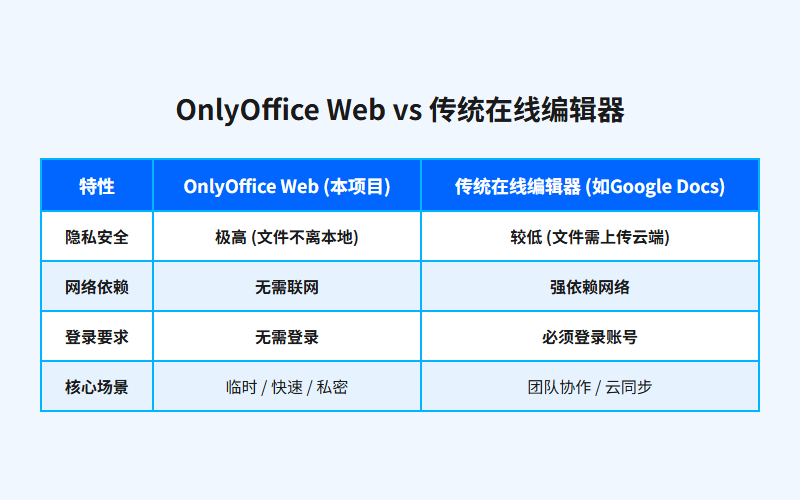 OnlyOffice Web vs 传统在线编辑器
特性 OnlyOffice Web (本项目) 传统在线编辑器 (如Google Docs)
隐私安全 极高 (文件不离本地) 较低 (文件需上传云端)
网络依赖 无需联网 强依赖网络
登录要求 无需登录 必须登录账号
核心场景 临时 / 快速 / 私密 团队协作 / 云同步